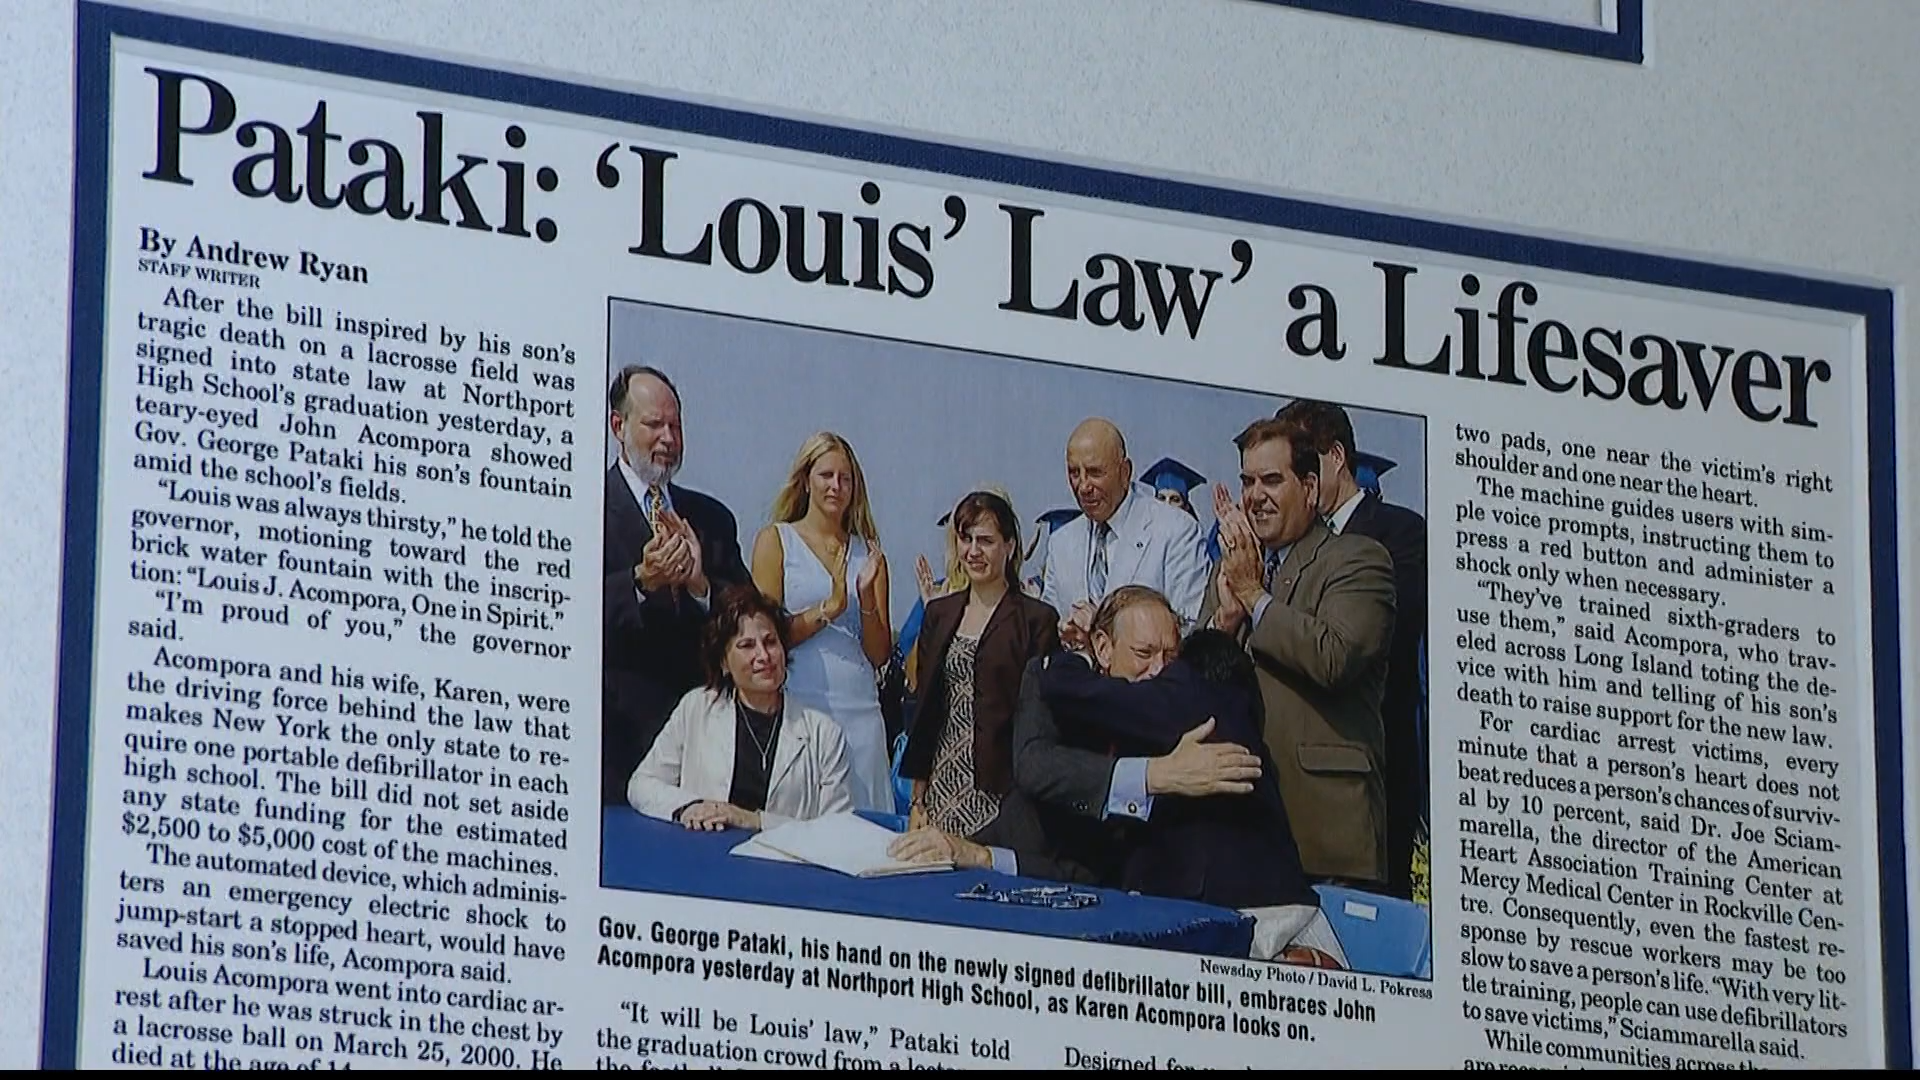 Pataki: ‘Louis’ Law’ a Lifesaver
By Andrew Ryan
STAFF WRITER
After the bill inspired by his son's
tragic death on a lacrosse field was
signed into state law at Northport
High School's graduation yesterday, a
teary-eyed John Acompora showed
Gov. George Pataki his son's fountain
amid the school's fields.
“Louis was always thirsty,” he told the
governor, motioning toward the red
brick water fountain with the inscrip-
tion: “Louis J. Acompora, One in Spirit.”
“I'm proud of you,” the governor
said.
Acompora and his wife, Karen, were
the driving force behind the law that
makes New York the only state to re-
quire one portable defibrillator in each
high school. The bill did not set aside
any state funding for the estimated
$2,500 to $5,000 cost of the machines.
The automated device, which adminis-
ters an emergency electric shock to
jump-start a stopped heart, would have
saved his son's life, Acompora said.
Louis Acompora went into cardiac ar-
rest after he was struck in the chest by
a lacrosse ball on March 25, 2000. He
died at the age of 14
Newsday Photo / David L. Pokress
Gov. George Pataki, his hand on the newly signed defibrillator bill, embraces John
Acompora yesterday at Northport High School, as Karen Acompora looks on.
“It will be Louis' law,” Pataki told
the graduation crowd from a
the
Designed
two pads, one near the victim's right
shoulder and one near the heart.
The machine guides users with sim-
ple voice prompts, instructing them to
press a red button and administer a
shock only when necessary.
“They've trained sixth-graders to
use them,” said Acompora, who trav-
eled across Long Island toting the de-
vice with him and telling of his son's
death to raise support for the new law.
For cardiac arrest victims, every
minute that a person's heart does not
beat reduces a person's chances of surviv-
al by 10 percent, said Dr. Joe Sciam-
marella, the director of the American
Heart Association Training Center at
Mercy Medical Center in Rockville Cen-
tre. Consequently, even the fastest re-
sponse by rescue workers may be too
slow to save a person's life. “With very lit-
tle training, people can use defibrillators
to save victims,” Sciammarella said.
While communities across
are